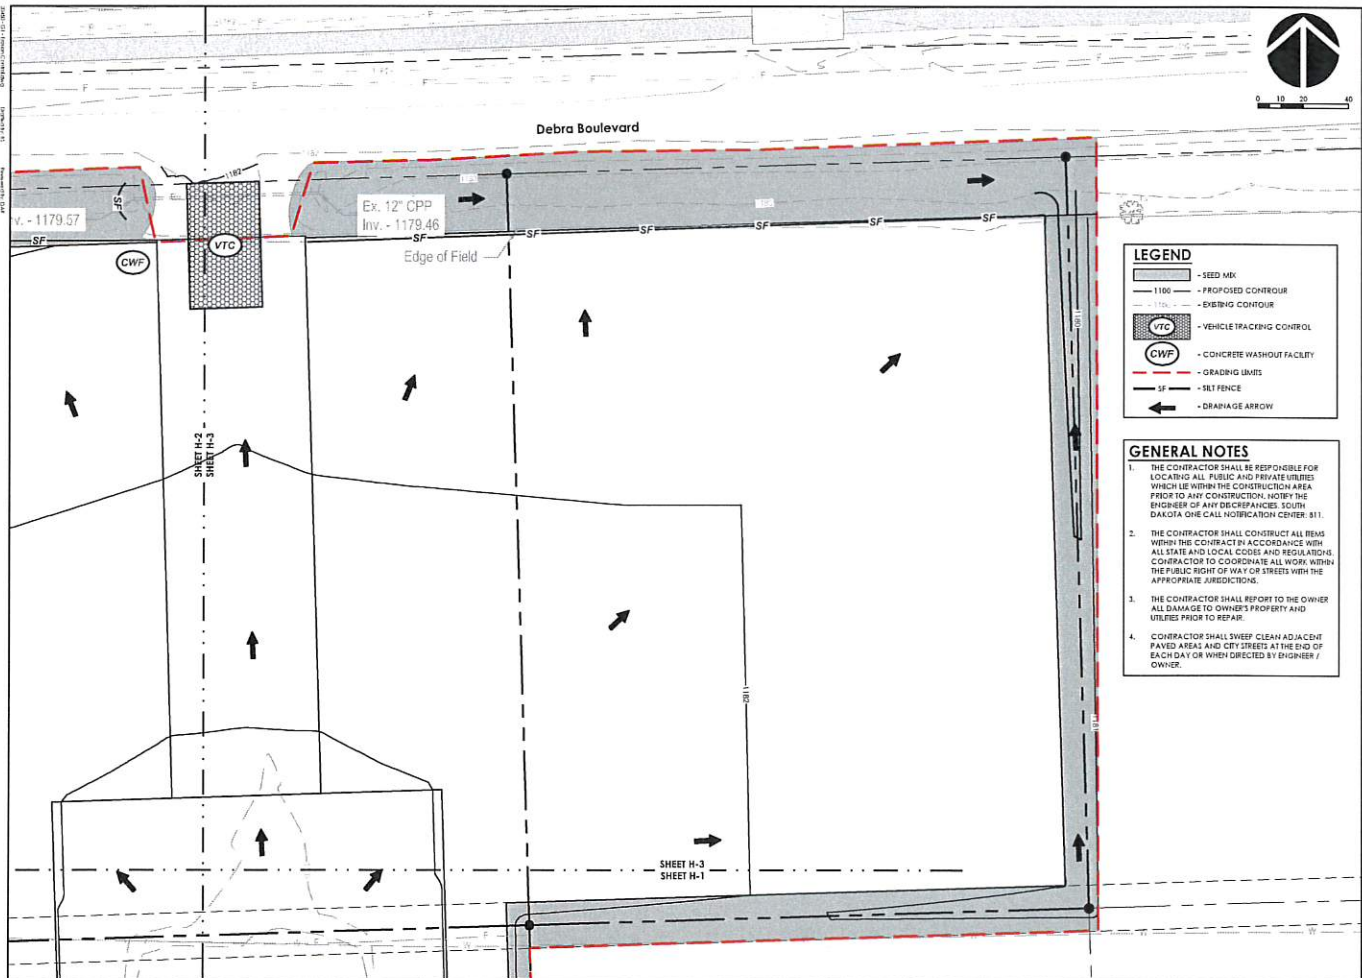 0 10 20 40
Debra Boulevard
1182
SF
v. - 1179.57
Ex. 12" CPP
Inv. - 1179.46
SF
SF
SF
SF
SF
SF
SF
VTC
CWF
Edge of Field
1180
SHEET H-2
SHEET H-3
1182
1181
SHEET H-3
SHEET H-1
LEGEND
- SEED MIX
1100 - PROPOSED CONTROUR
- EXISTING CONTOUR
VTC - VEHICLE TRACKING CONTROL
CWF - CONCRETE WASHOUT FACILITY
- GRADING LIMITS
SF - SILT FENCE
- DRAINAGE ARROW
GENERAL NOTES
1. THE CONTRACTOR SHALL BE RESPONSIBLE FOR
LOCATING ALL PUBLIC AND PRIVATE UTILITIES
WHICH LIE WITHIN THE CONSTRUCTION AREA
PRIOR TO ANY CONSTRUCTION. NOTIFY THE
ENGINEER OF ANY DISCREPANCIES. SOUTH
DAKOTA ONE CALL NOTIFICATION CENTER: 811.
2. THE CONTRACTOR SHALL CONSTRUCT ALL ITEMS
WITHIN THIS CONTRACT IN ACCORDANCE WITH
ALL STATE AND LOCAL CODES AND REGULATIONS.
CONTRACTOR TO COORDINATE ALL WORK WITHIN
THE PUBLIC RIGHT OF WAY OR STREETS WITH THE
APPROPRIATE JURISDICTIONS.
3. THE CONTRACTOR SHALL REPORT TO THE OWNER
ALL DAMAGE TO OWNER'S PROPERTY AND
UTILITIES PRIOR TO REPAIR.
4. CONTRACTOR SHALL SWEEP CLEAN ADJACENT
PAVED AREAS AND CITY STREETS AT THE END OF
EACH DAY OR WHEN DIRECTED BY ENGINEER /
OWNER.